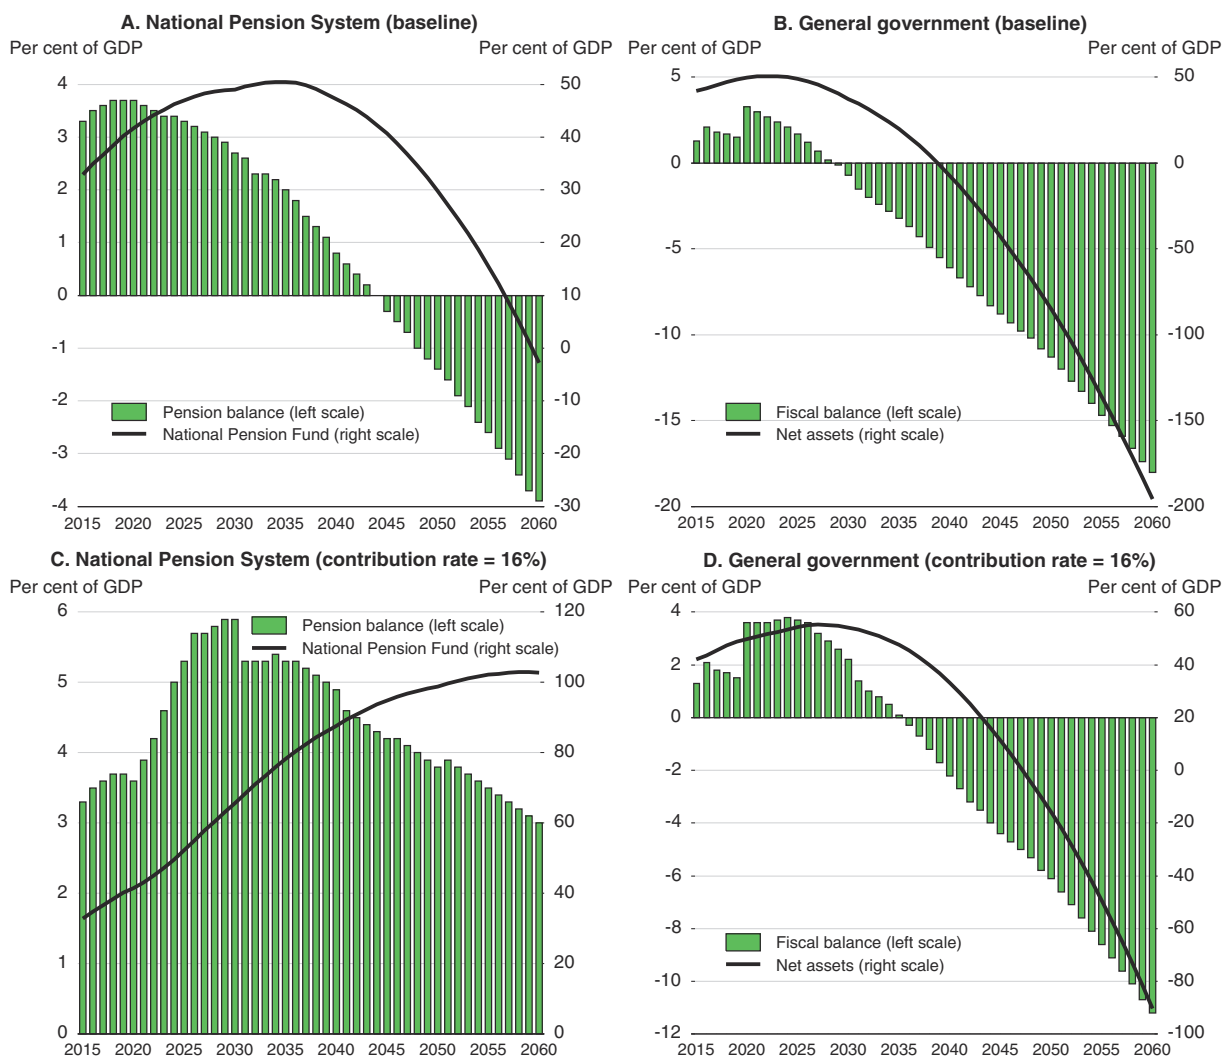 A. National Pension System (baseline)
Per cent of GDP Per cent of GDP
4 50
3 40
2 30
1 20
0 10
-1 0
-2 -10
-3 -20
-4 -30
Pension balance (left scale)
National Pension Fund (right scale)
2015 2020 2025 2030 2035 2040 2045 2050 2055 2060
B. General government (baseline)
Per cent of GDP Per cent of GDP
5 50
0 0
-5 -50
-10 -100
-15 -150
-20 -200
Fiscal balance (left scale)
Net assets (right scale)
2015 2020 2025 2030 2035 2040 2045 2050 2055 2060
C. National Pension System (contribution rate = 16%)
Per cent of GDP Per cent of GDP
6 120
5 100
4 80
3 60
2 40
1 20
0 0
Pension balance (left scale)
National Pension Fund (right scale)
2015 2020 2025 2030 2035 2040 2045 2050 2055 2060
D. General government (contribution rate = 16%)
Per cent of GDP Per cent of GDP
4 60
2 40
0 20
-2 0
-4 -20
-6 -40
-8 -60
-10 -80
-12 -100
Fiscal balance (left scale)
Net assets (right scale)
2015 2020 2025 2030 2035 2040 2045 2050 2055 2060